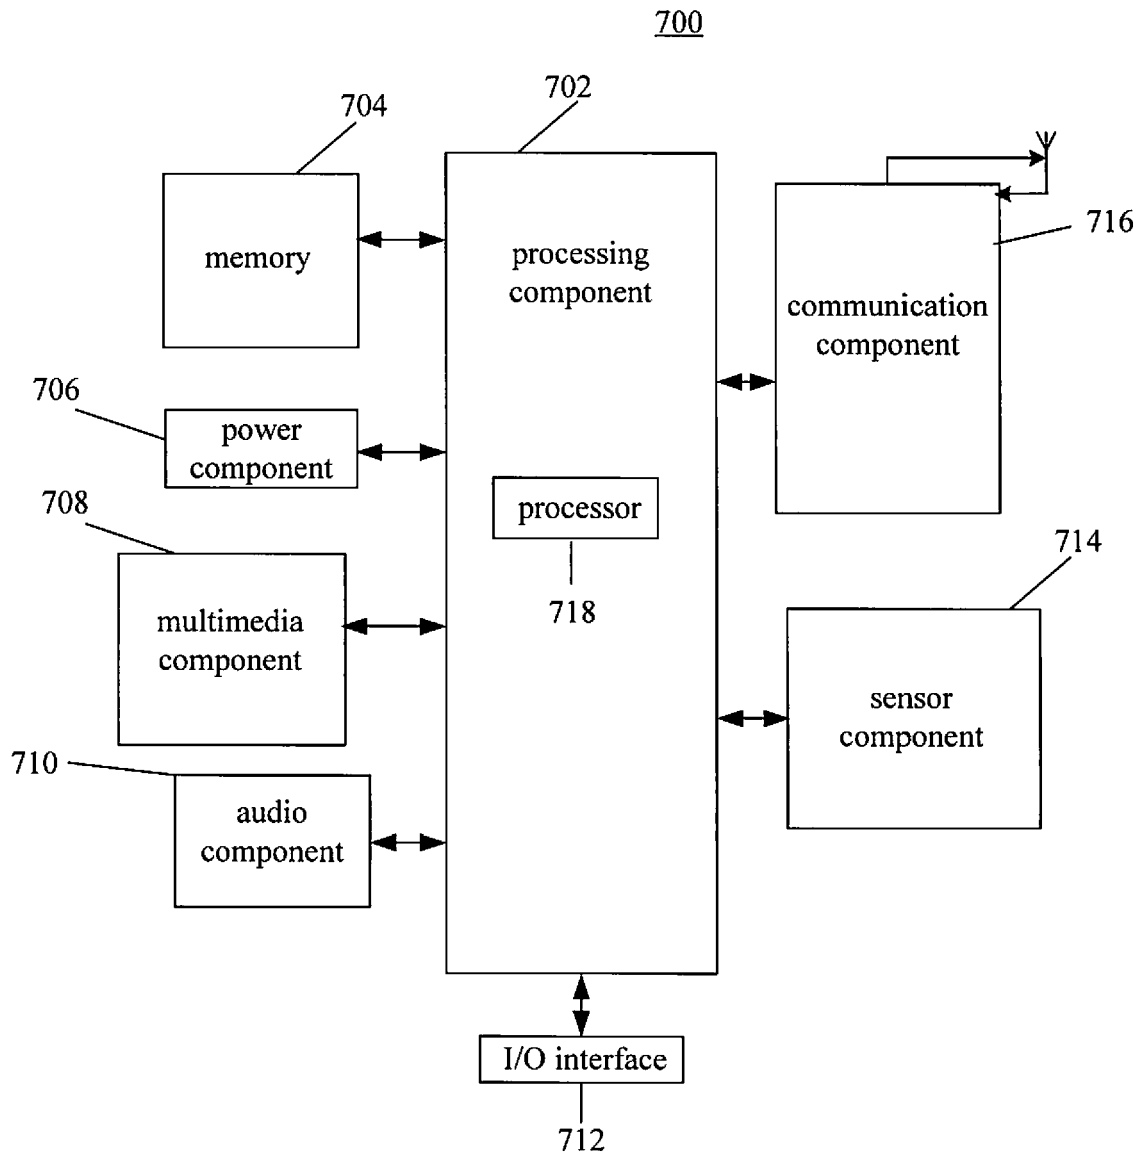 700
702
704
memory
processing
component
716
communication
component
706
power
component
708
processor
718
multimedia
component
714
sensor
component
710
audio
component
I/O interface
712